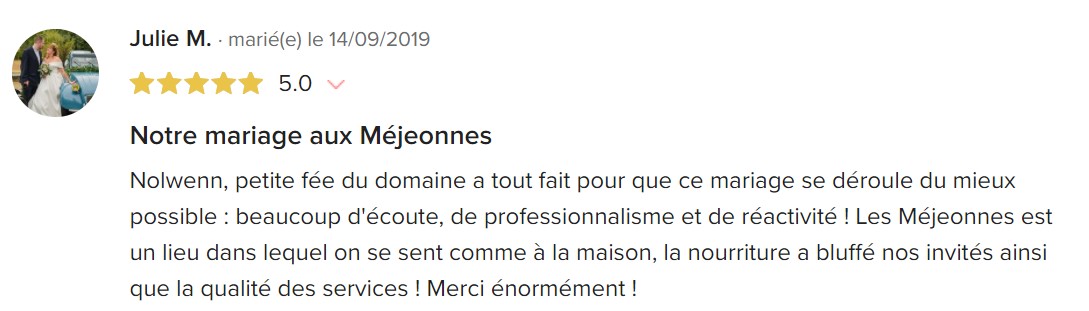 Julie M. · marié(e) le 14/09/2019
5.0
Notre mariage aux Méjeonnes
Nolwenn, petite fée du domaine a tout fait pour que ce mariage se déroule du mieux
possible : beaucoup d'écoute, de professionnalisme et de réactivité ! Les Méjeonnes est
un lieu dans lequel on se sent comme à la maison, la nourriture a bluffé nos invités ainsi
que la qualité des services ! Merci énormément !